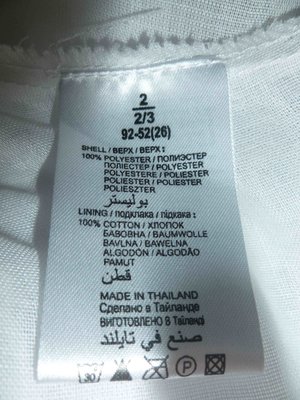 2
2/3
92-52(26)
SHELL / ВЕРХ / ВЕРХ :
100% POLYESTER / ПОЛИЭСТЕР
ПОЛІЕСТЕР / POLYESTER
POLYESTERE / POLIESTER
POLIÉSTER / POLIESTER
POLIESZTER
بوليستر
LINING / подклака / підкака :
100% COTTON / ХЛОПОК
БАВОВНА / BAUMWOLLE
BAVLNA / BAWELNA
ALGODÓN / ALGODÃO
PAMUT
قطن
MADE IN THAILAND
Сделано в Таиланде
ВИГОТОВЛЕНО В Таїланді
صنع في تايلند
30
P